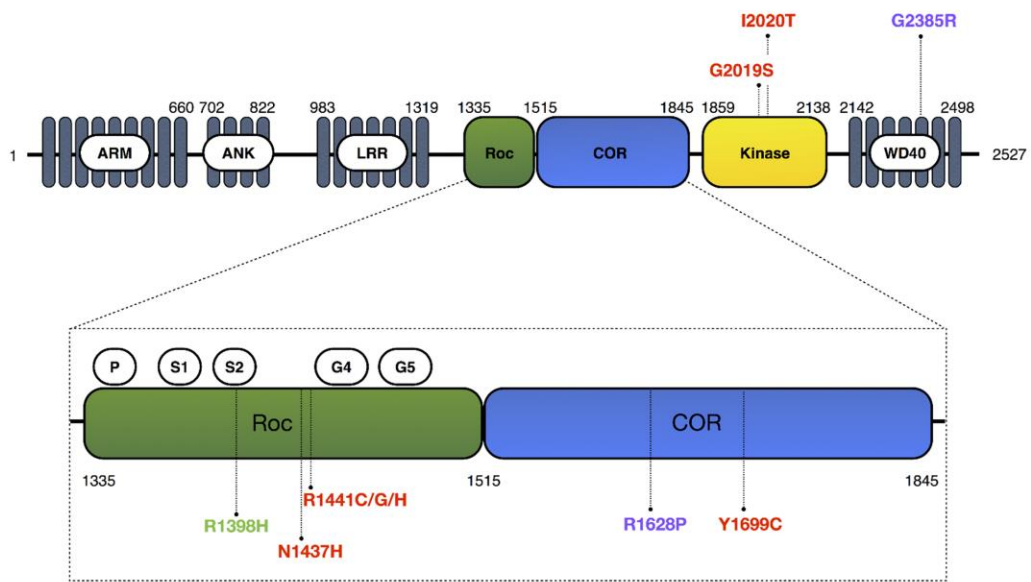 I2020T
G2385R
G2019S
660 702 822 983 1319 1335 1515 1845 1859 2138 2142 2498
1 ARM ANK LRR Roc COR Kinase WD40 2527
P S1 S2 G4 G5
Roc COR
1335 1515 1845
R1441C/G/H
R1398H R1628P Y1699C
N1437H